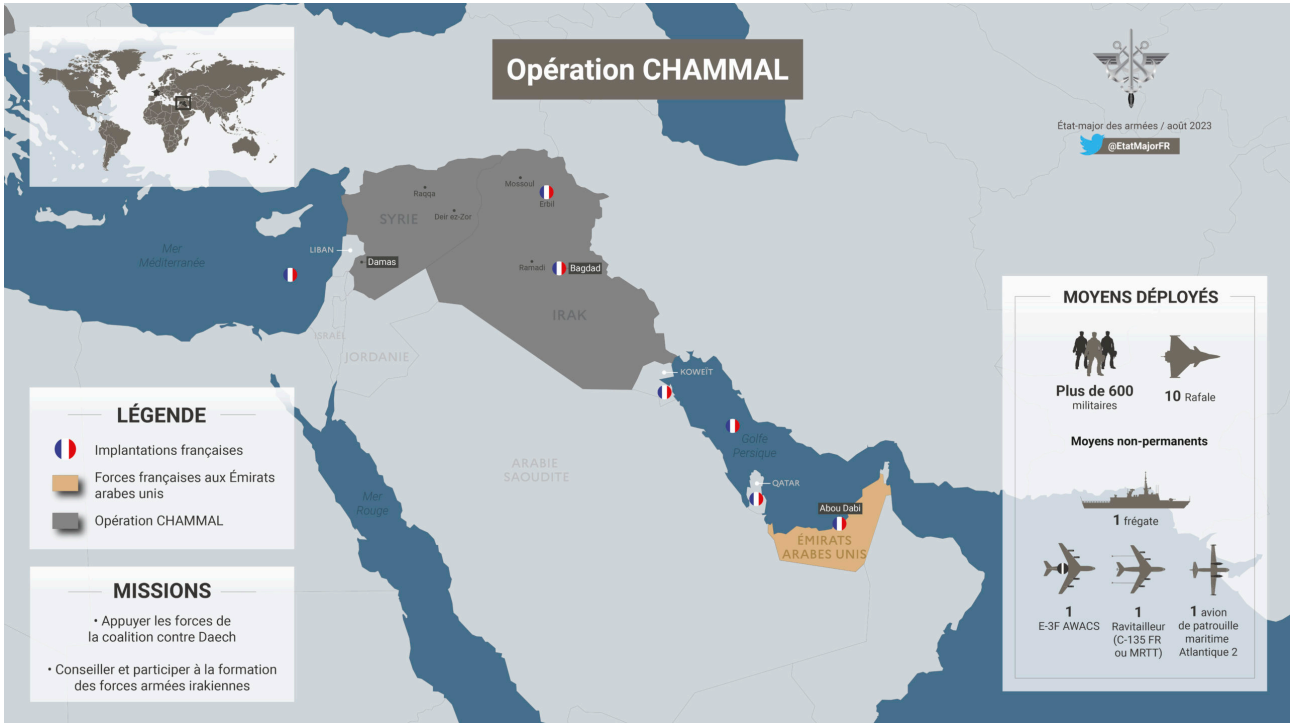 Opération CHAMMAL
État-major des armées / août 2023
@EtatMajorFR
Mossoul
Erbil
Raqqa
SYRIE
Deir ez-Zor
Mer
Méditerranée
LIBAN
Damas
Ramadi
Bagdad
IRAK
ISRAËL
JORDANIE
KOWEÏT
Golfe
Persique
ARABIE
SAOUDITE
QATAR
Mer
Rouge
Abou Dabi
ÉMIRATS
ARABES UNIS
LÉGENDE
Implantations françaises
Forces françaises aux Émirats
arabes unis
Opération CHAMMAL
MISSIONS
• Appuyer les forces de
la coalition contre Daech
• Conseiller et participer à la formation
des forces armées irakiennes
MOYENS DÉPLOYÉS
Plus de 600
militaires
10 Rafale
Moyens non-permanents
1 frégate
1
E-3F AWACS
1
Ravitailleur
(C-135 FR
ou MRTT)
1 avion
de patrouille
maritime
Atlantique 2